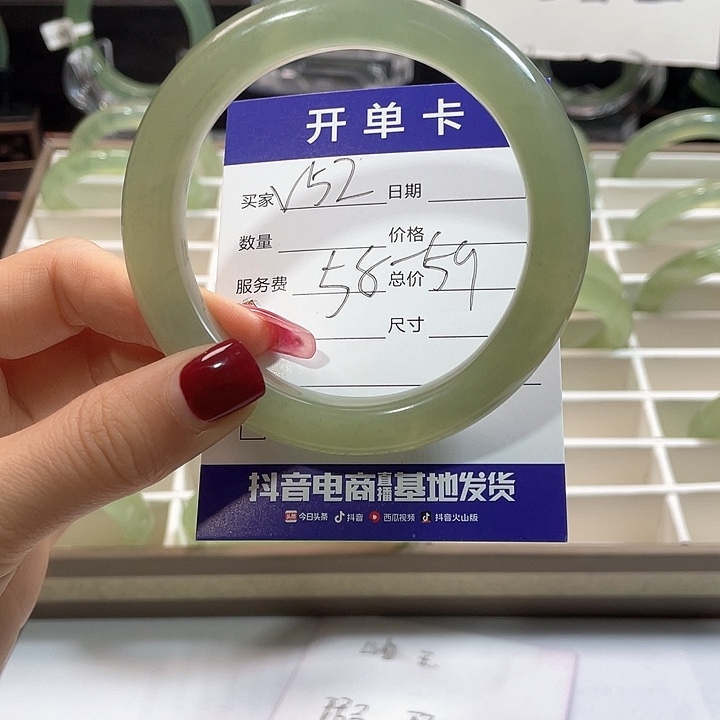 开单卡
买家 V52 日期
数量 价格
服务费 58-59 总价
尺寸
抖音电商直播基地发货
头条 今日头条 抖音 西瓜视频 抖音火山版